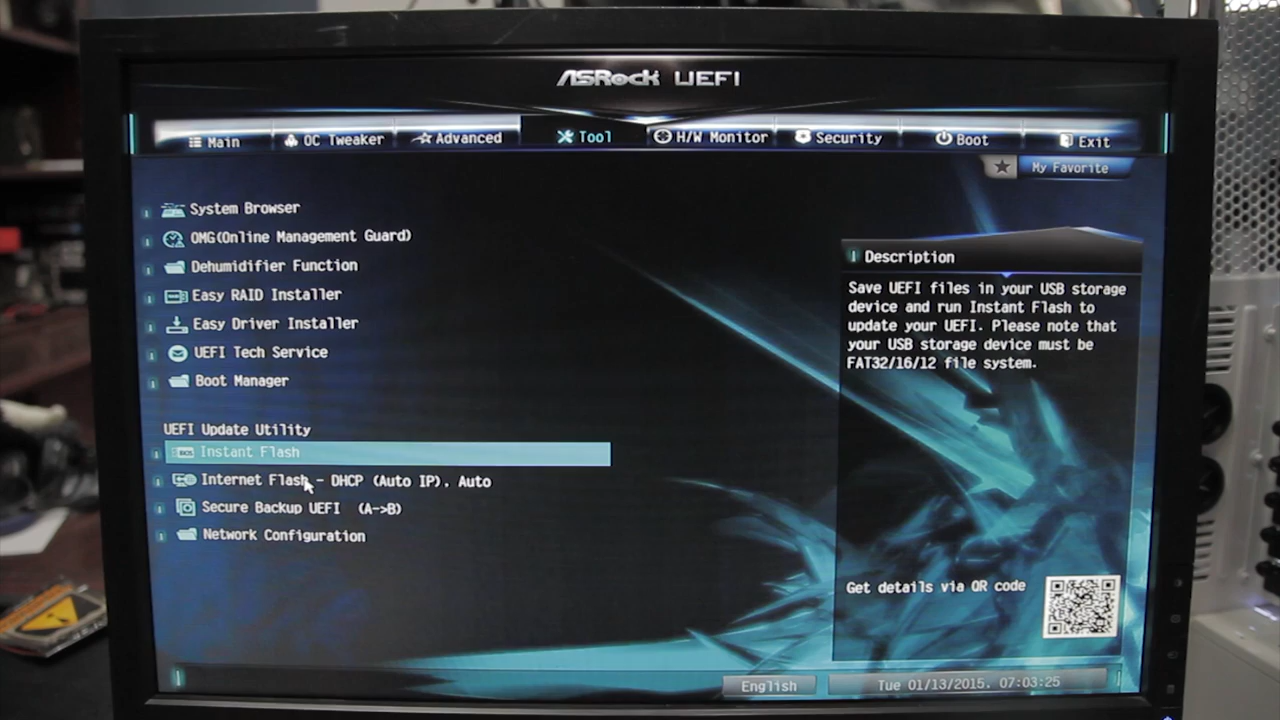 ASRock UEFI
Main
OC Tweaker
Advanced
Tool
H/W Monitor
Security
Boot
Exit
My Favorite
System Browser
OMG(Online Management Guard)
Dehumidifier Function
Easy RAID Installer
Easy Driver Installer
UEFI Tech Service
Boot Manager
UEFI Update Utility
Instant Flash
Internet Flash - DHCP (Auto IP). Auto
Secure Backup UEFI (A->B)
Network Configuration
Description
Save UEFI files in your USB storage
device and run Instant Flash to
update your UEFI. Please note that
your USB storage device must be
FAT32/16/12 file system.
Get details via QR code
English
Tue 01/13/2015. 07:03:25